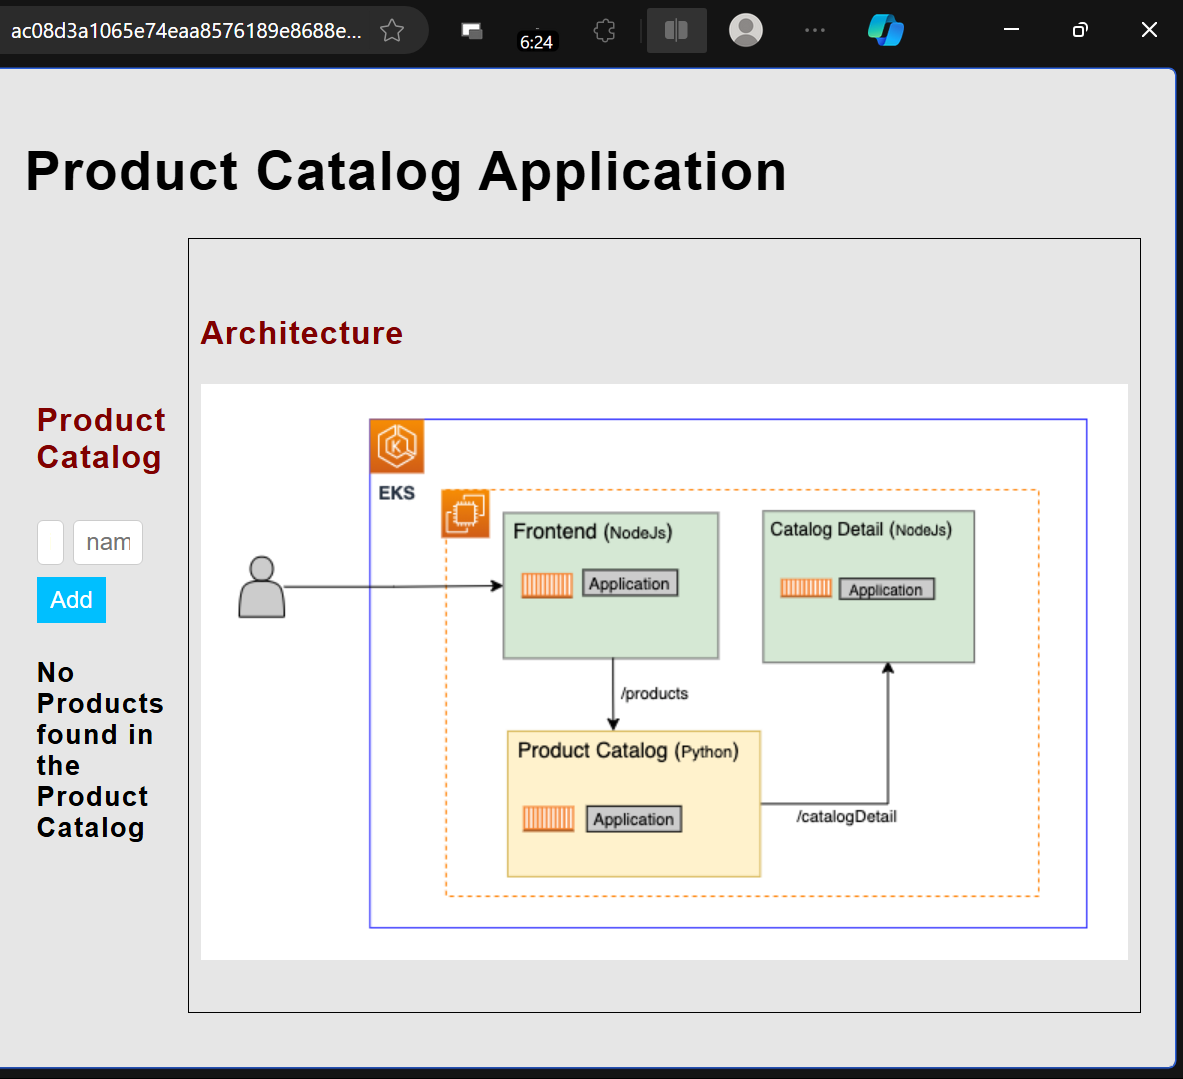 ac08d3a1065e74eaa8576189e8688e...
6:24
Product Catalog Application
Product
Catalog
nam
Add
No
Products
found in
the
Product
Catalog
Architecture
EKS
Frontend (NodeJs)
Application
Catalog Detail (NodeJs)
Application
/products
Product Catalog (Python)
Application
/catalogDetail